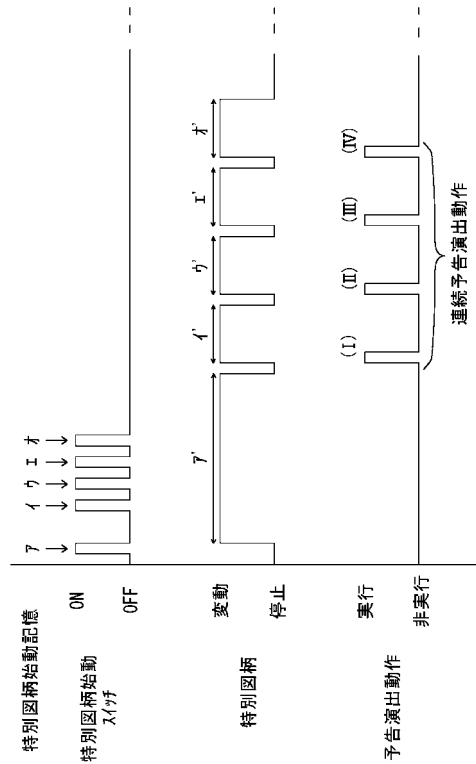 特別図柄始動記憶
ア イ ウ エ オ
特別図柄始動
スイッチ
ON
OFF
特別図柄
変動
停止
ア' イ' ウ' エ' オ'
予告演出動作
実行
非実行
(Ⅰ) (Ⅱ) (Ⅲ) (Ⅳ)
連続予告演出動作